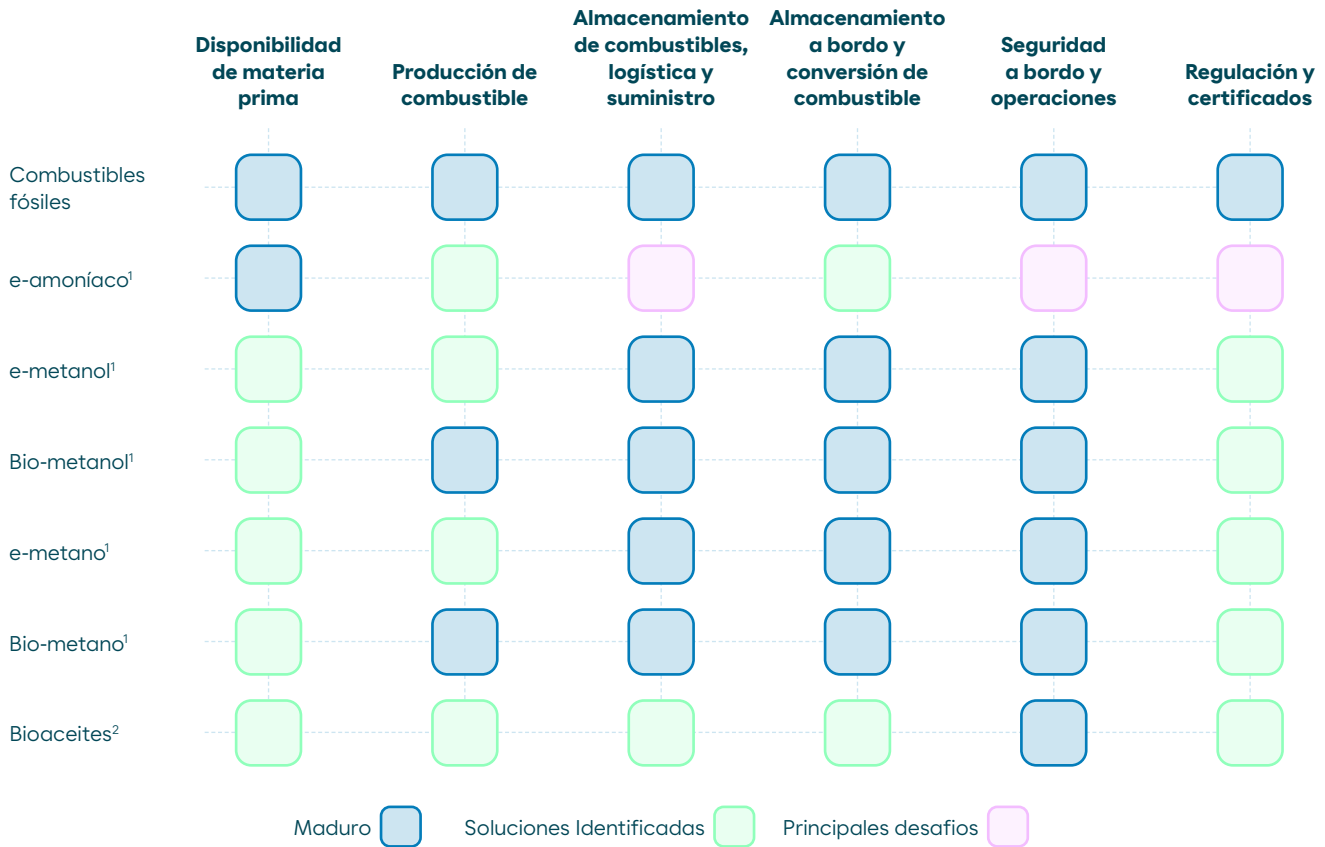 Disponibilidad
de materia
prima
Producción de
combustible
Almacenamiento
de combustibles,
logística y
suministro
Almacenamiento
a bordo y
conversión de
combustible
Seguridad
a bordo y
operaciones
Regulación y
certificados
Combustibles
fósiles
e-amoníaco¹
e-metanol¹
Bio-metanol¹
e-metano¹
Bio-metano¹
Bioaceites²
Maduro
Soluciones Identificadas
Principales desafios